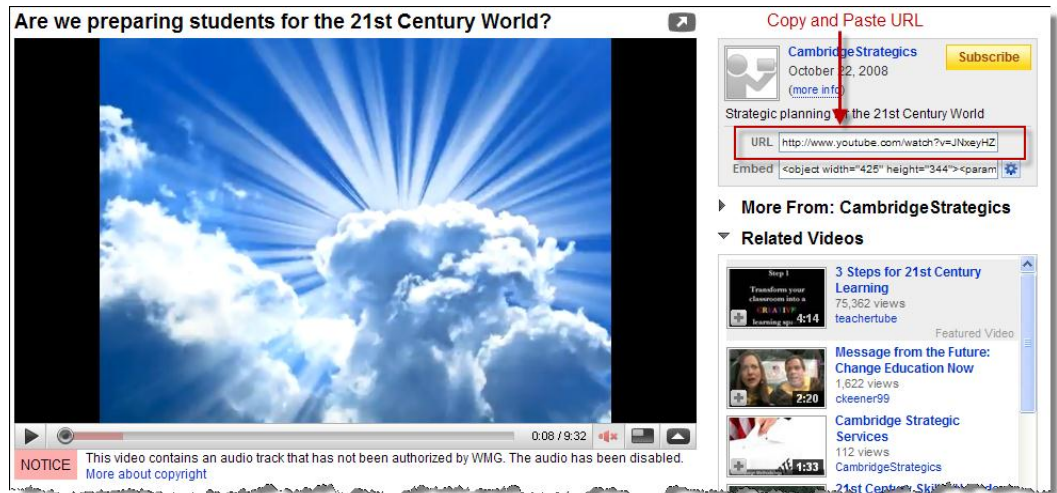 Are we preparing students for the 21st Century World?
Copy and Paste URL
CambridgeStrategics
Subscribe
October 22, 2008
(more info)
Strategic planning for the 21st Century World
URL http://www.youtube.com/watch?v=JNxeyHZ
Embed <object width="425" height="344"><param
More From: CambridgeStrategics
Related Videos
Step 1
Transform your
classroom into a
CREATIVE
learning
4:14
3 Steps for 21st Century
Learning
75,362 views
teachertube
Featured Video
2:20
Message from the Future:
Change Education Now
1,622 views
ckeener99
1:33
Cambridge Strategic
Services
112 views
CambridgeStrategics
21st Century
0:08 / 9:32
NOTICE
This video contains an audio track that has not been authorized by WMG. The audio has been disabled.
More about copyright